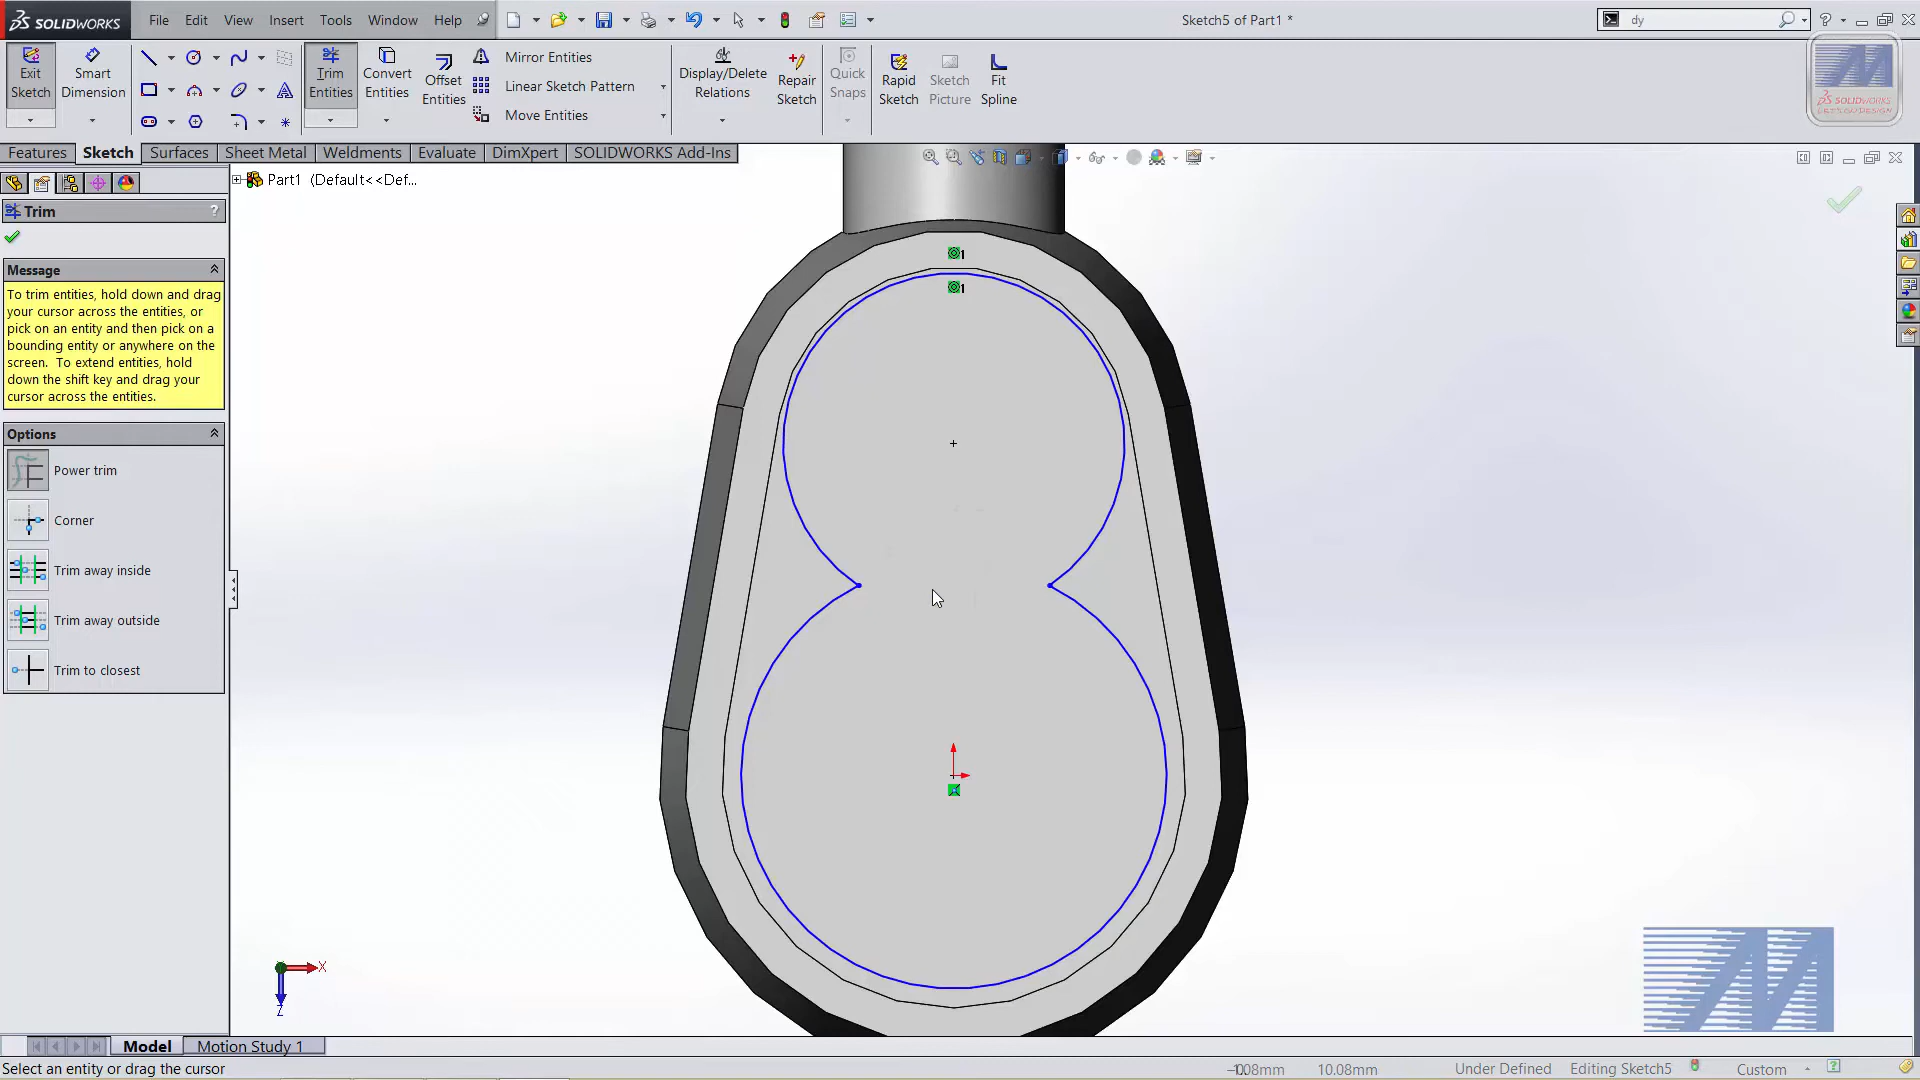 SOLIDWORKS
File Edit View Insert Tools Window Help
Sketch5 of Part1 *
dy
Exit Sketch
Smart Dimension
Trim Entities
Convert Entities
Offset Entities
Mirror Entities
Linear Sketch Pattern
Move Entities
Display/Delete Relations
Repair Sketch
Quick Snaps
Rapid Sketch
Sketch Picture
Fit Spline
SOLIDWORKS
LET'S GO DESIGN
Features Sketch Surfaces Sheet Metal Weldments Evaluate DimXpert SOLIDWORKS Add-Ins
Part1 (Default<<Def...
Trim ?
Message
To trim entities, hold down and drag
your cursor across the entities, or
pick on an entity and then pick on a
bounding entity or anywhere on the
screen. To extend entities, hold
down the shift key and drag your
cursor across the entities.
Options
Power trim
Corner
Trim away inside
Trim away outside
Trim to closest
1
1
X
Z
Model Motion Study 1
Select an entity or drag the cursor
10.08mm Under Defined Editing Sketch5 Custom